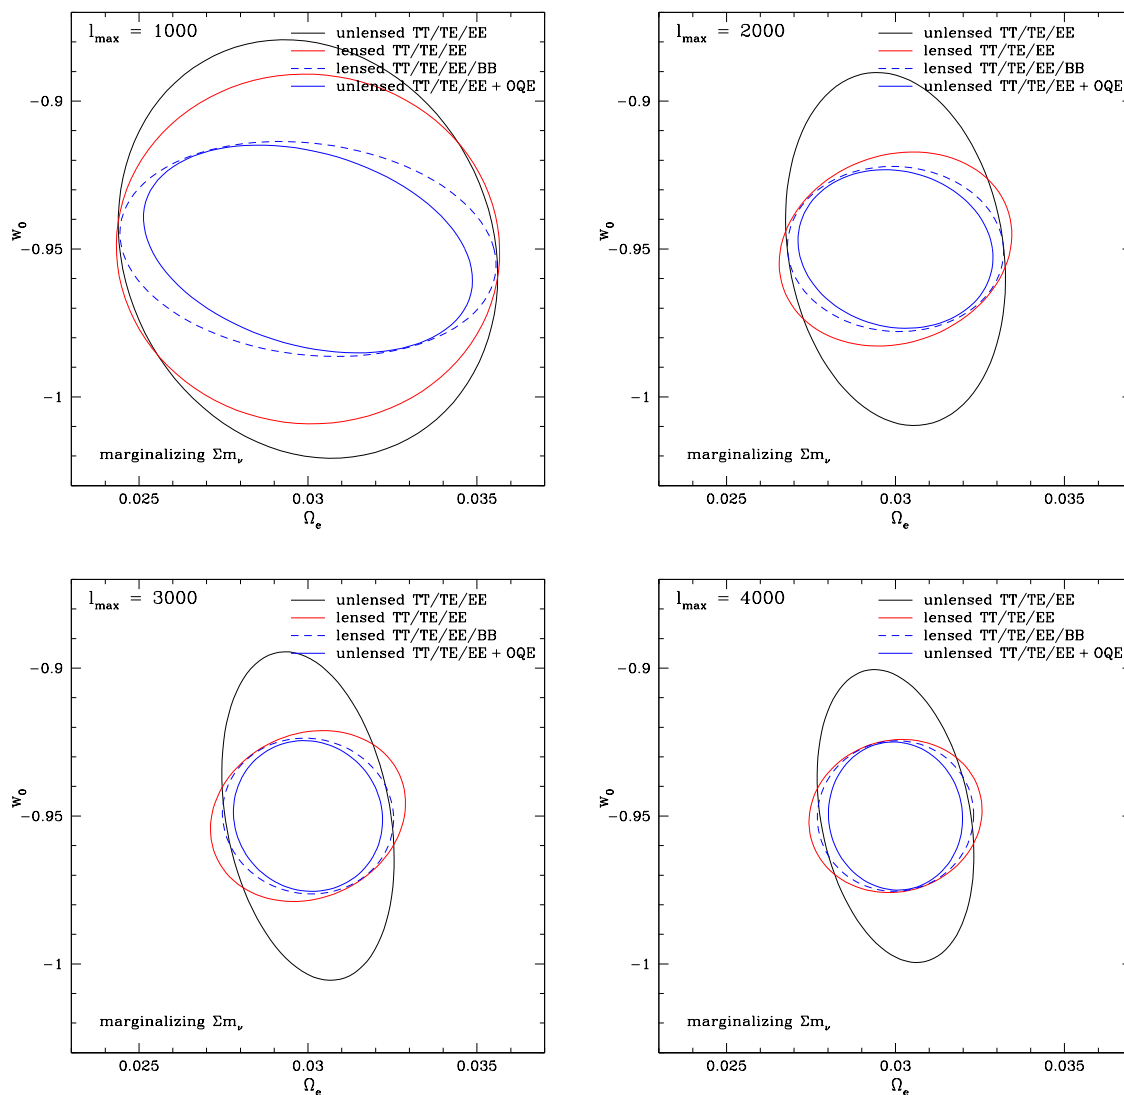 l_max = 1000
unlensed TT/TE/EE
lensed TT/TE/EE
lensed TT/TE/EE/BB
unlensed TT/TE/EE + OQE
−0.9
w_0
−0.95
−1
marginalizing Σm_ν
0.025 0.03 0.035
Ω_e
l_max = 2000
unlensed TT/TE/EE
lensed TT/TE/EE
lensed TT/TE/EE/BB
unlensed TT/TE/EE + OQE
−0.9
w_0
−0.95
−1
marginalizing Σm_ν
0.025 0.03 0.035
Ω_e
l_max = 3000
unlensed TT/TE/EE
lensed TT/TE/EE
lensed TT/TE/EE/BB
unlensed TT/TE/EE + OQE
−0.9
w_0
−0.95
−1
marginalizing Σm_ν
0.025 0.03 0.035
Ω_e
l_max = 4000
unlensed TT/TE/EE
lensed TT/TE/EE
lensed TT/TE/EE/BB
unlensed TT/TE/EE + OQE
−0.9
w_0
−0.95
−1
marginalizing Σm_ν
0.025 0.03 0.035
Ω_e